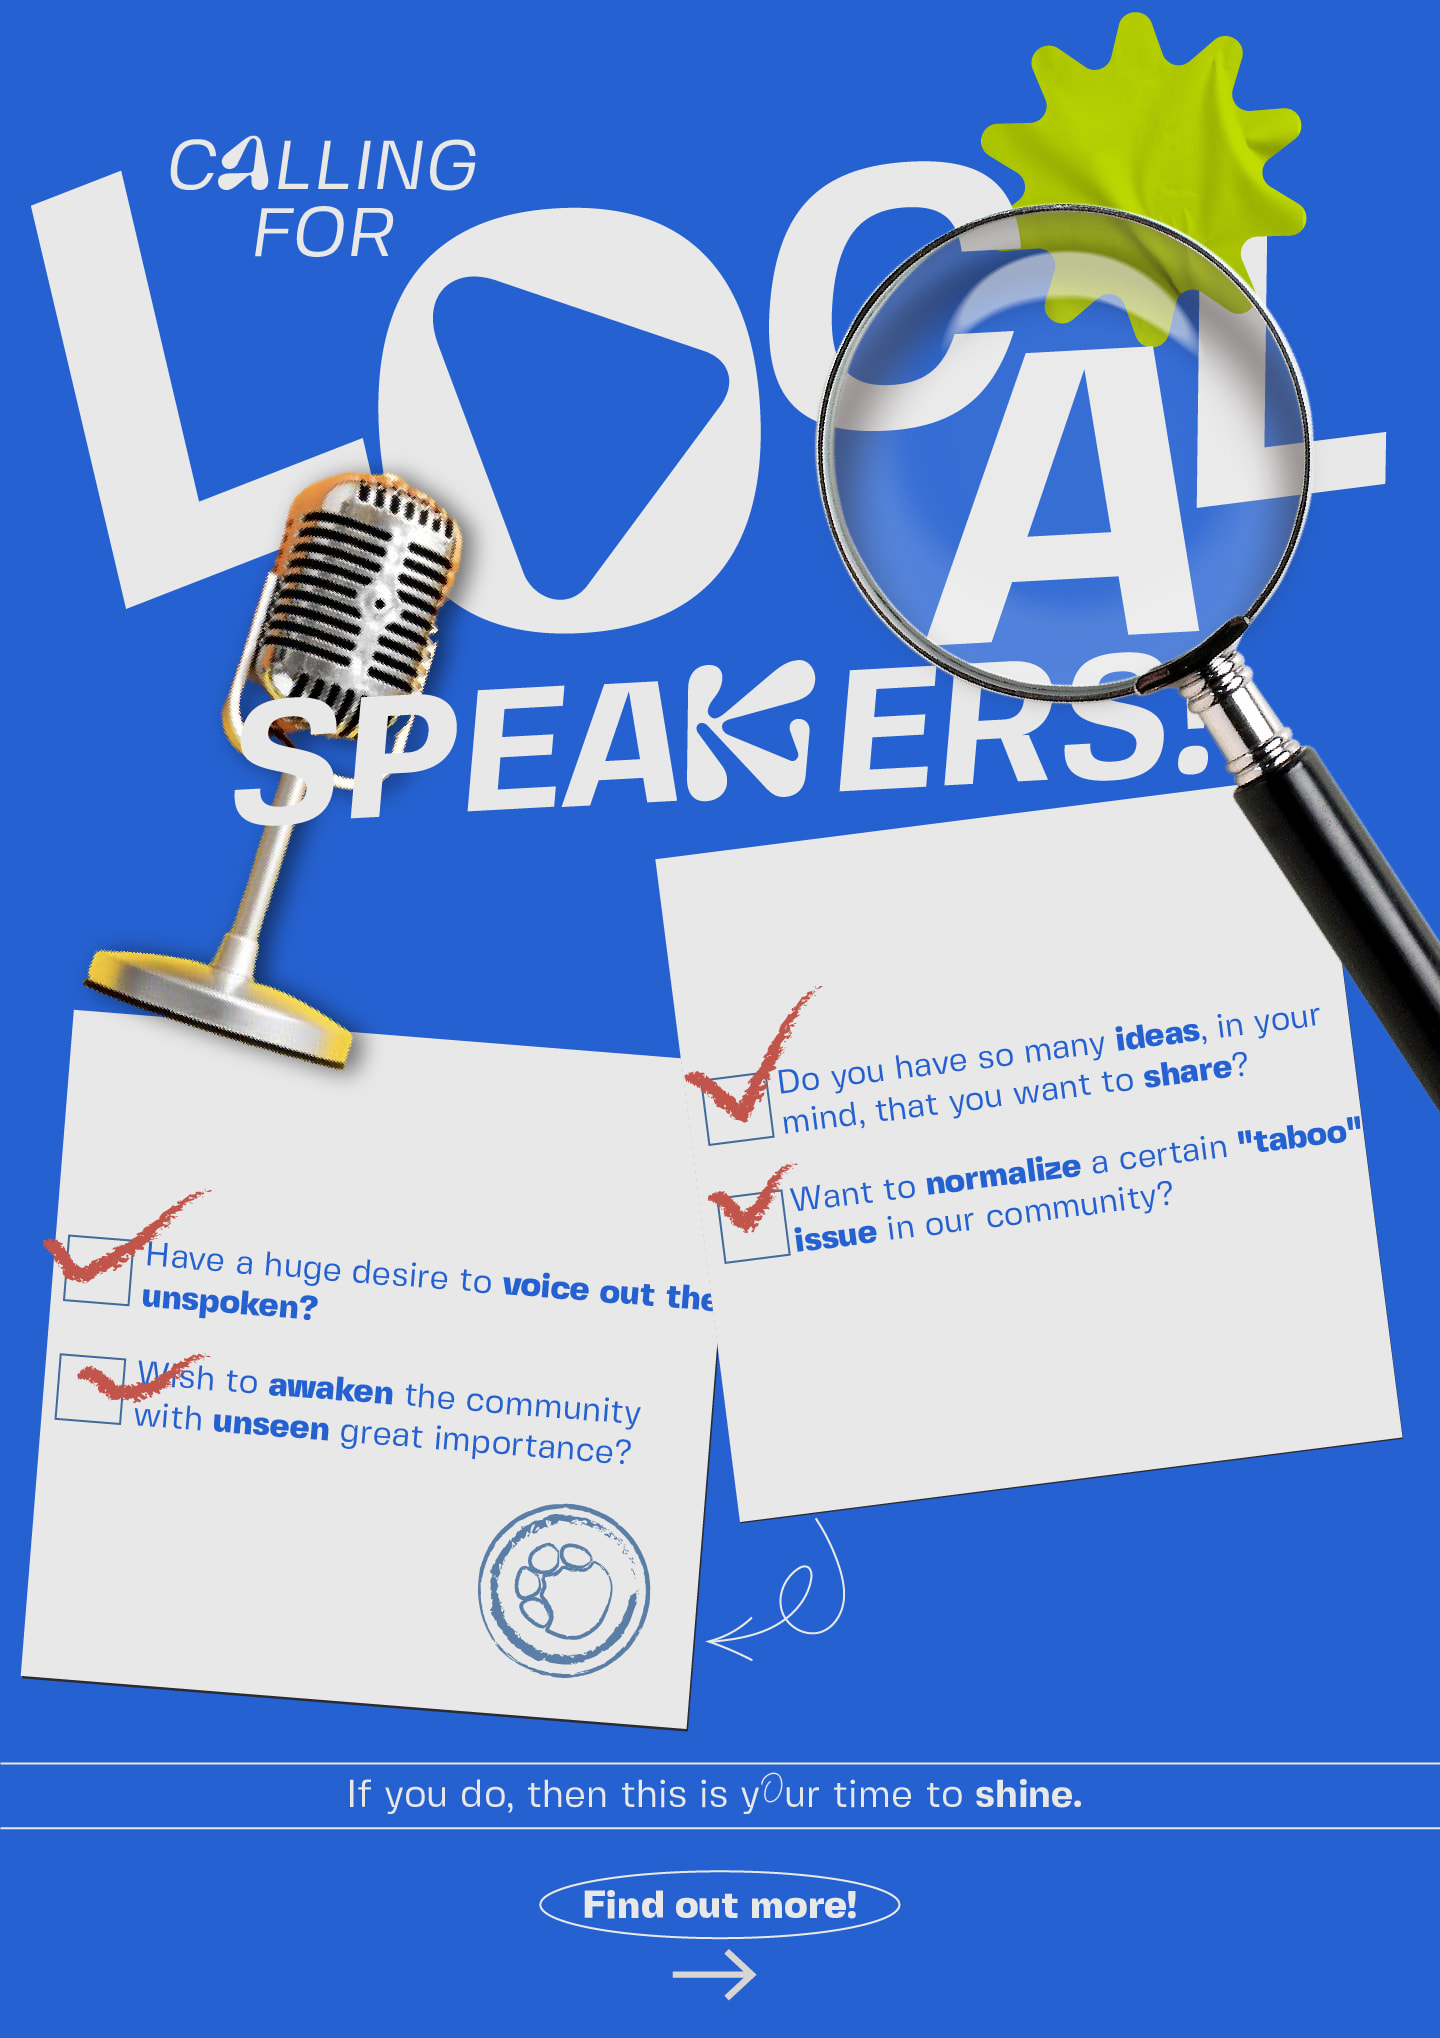 CALLING
FOR
LOCAL
SPEAKERS!
Do you have so many ideas, in your
mind, that you want to share?
Want to normalize a certain "taboo"
issue in our community?
Have a huge desire to voice out the
unspoken?
Wish to awaken the community
with unseen great importance?
If you do, then this is yOur time to shine.
Find out more!